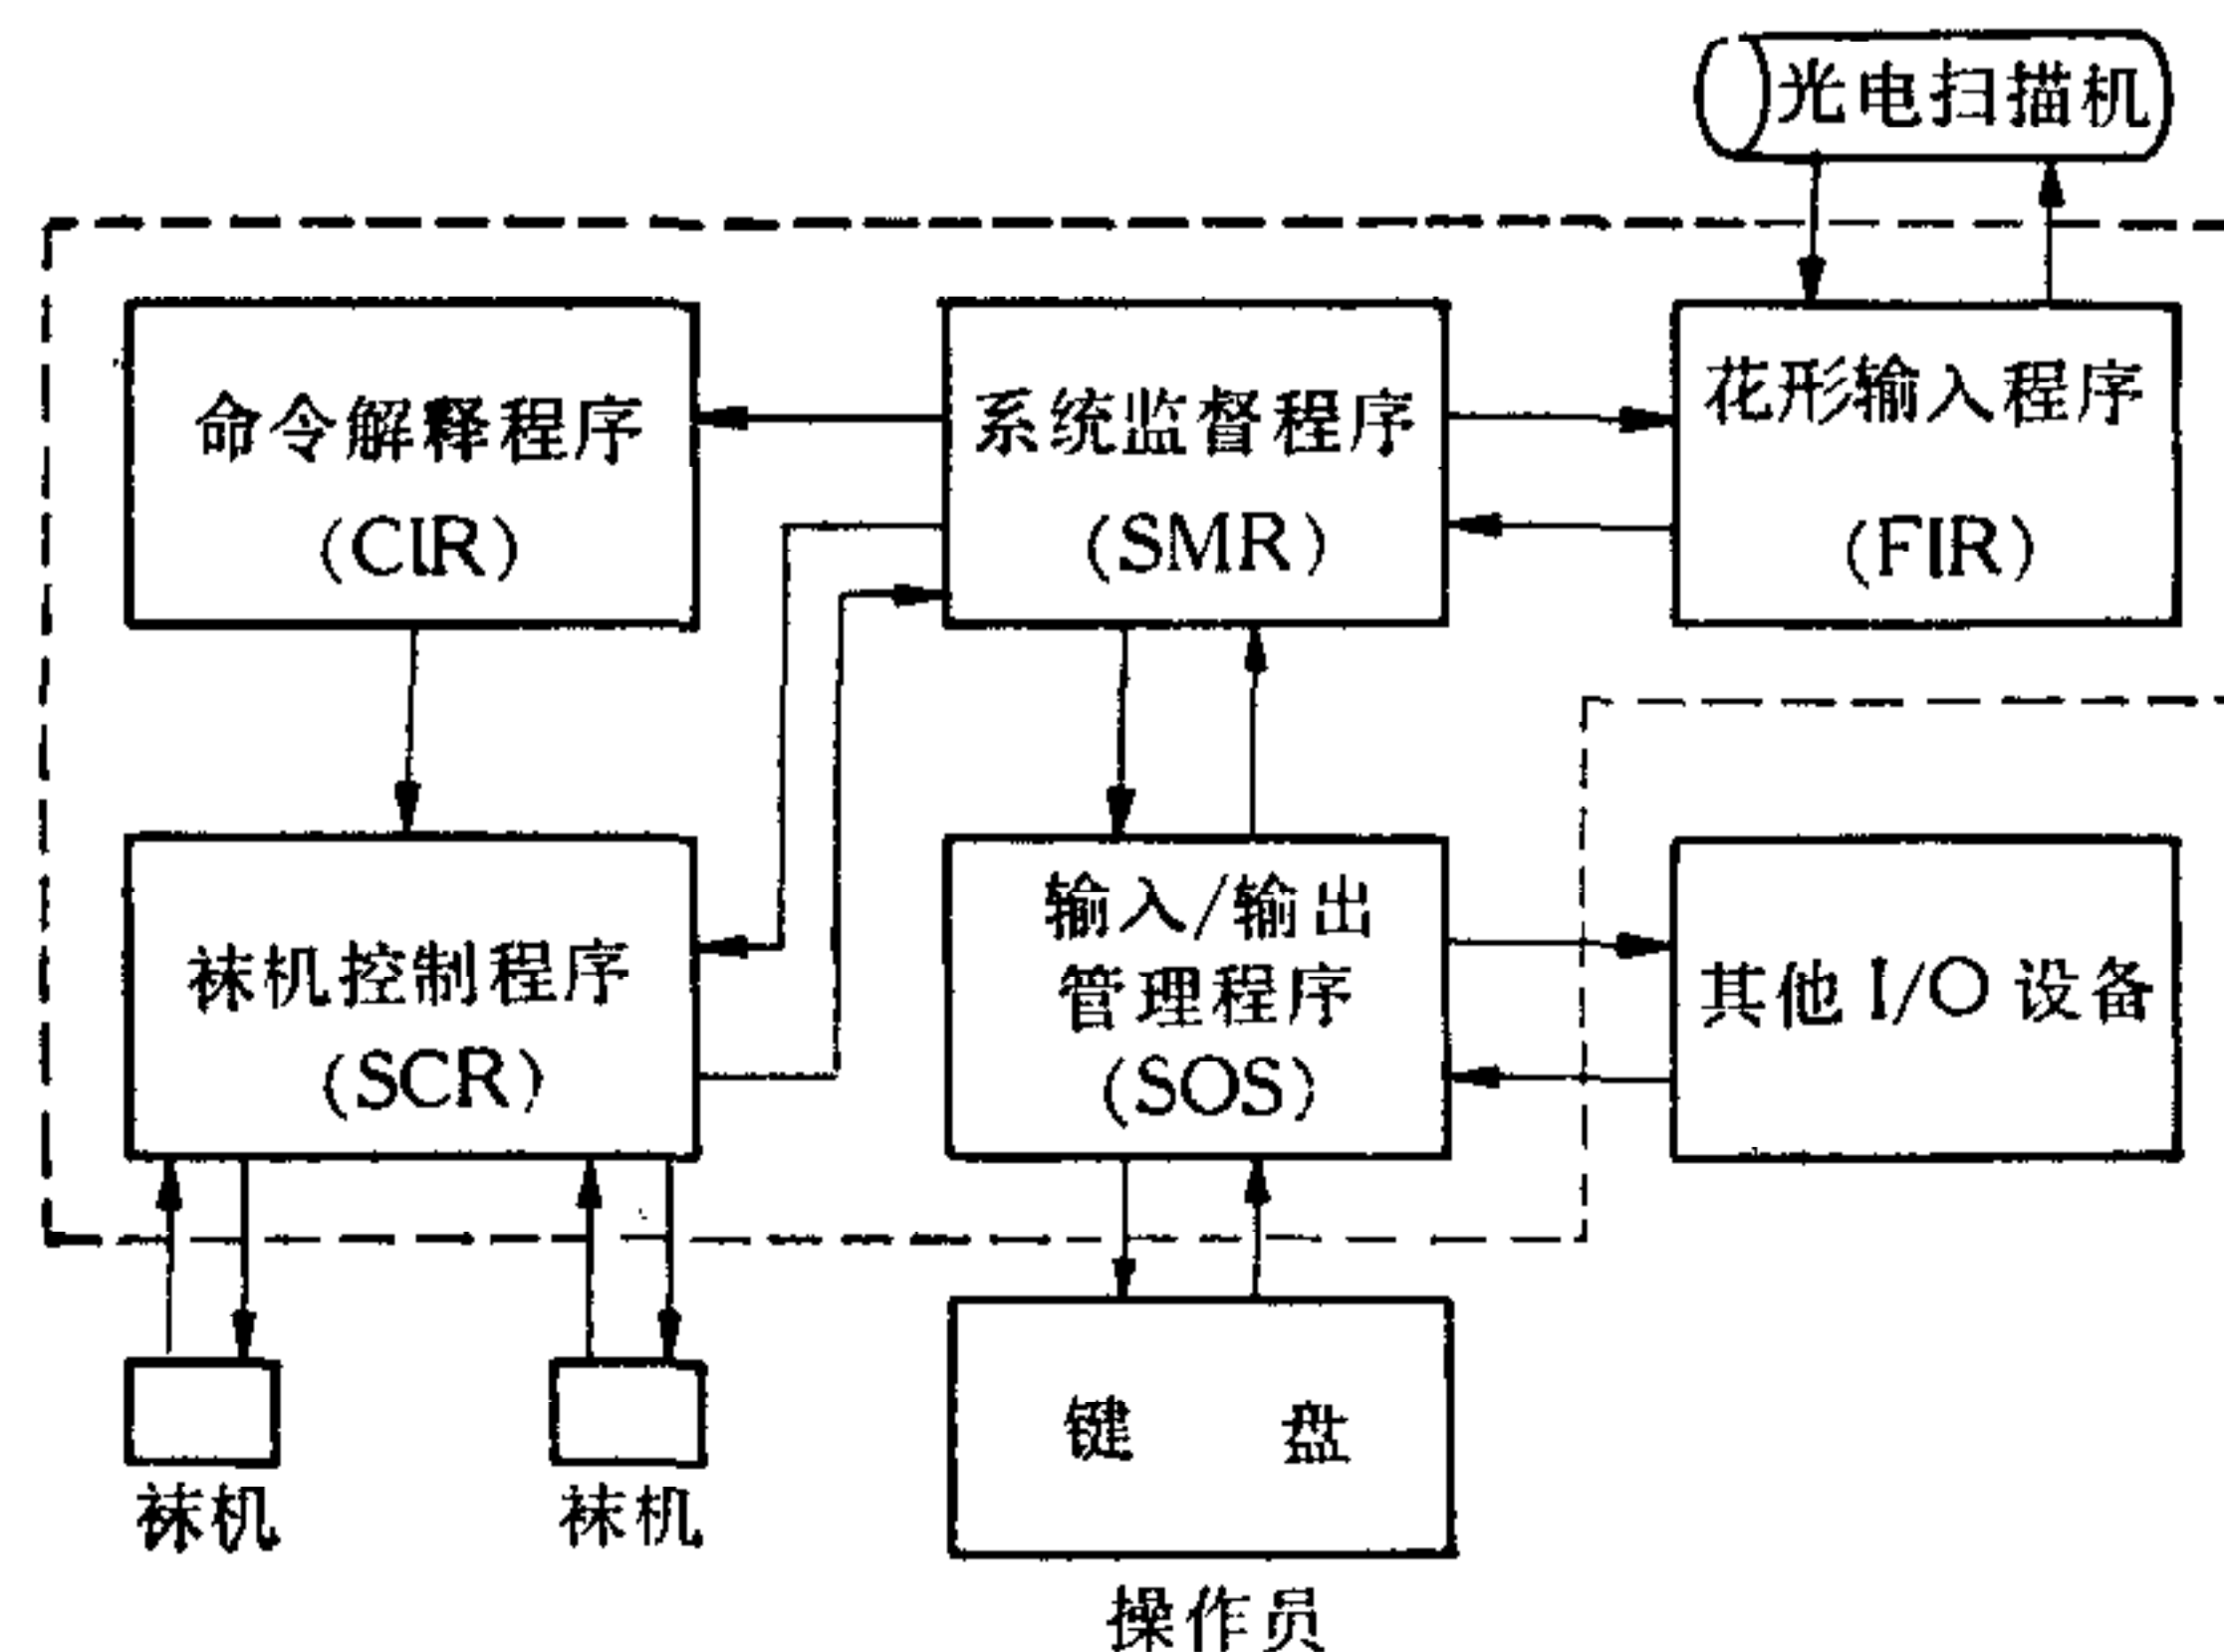 光电扫描机
命令解释程序
(CIR)
系统监督程序
(SMR)
花形输入程序
(FIR)
袜机控制程序
(SCR)
输入/输出
管理程序
(SOS)
其他 I/O 设备
袜机
袜机
键 盘
操作员